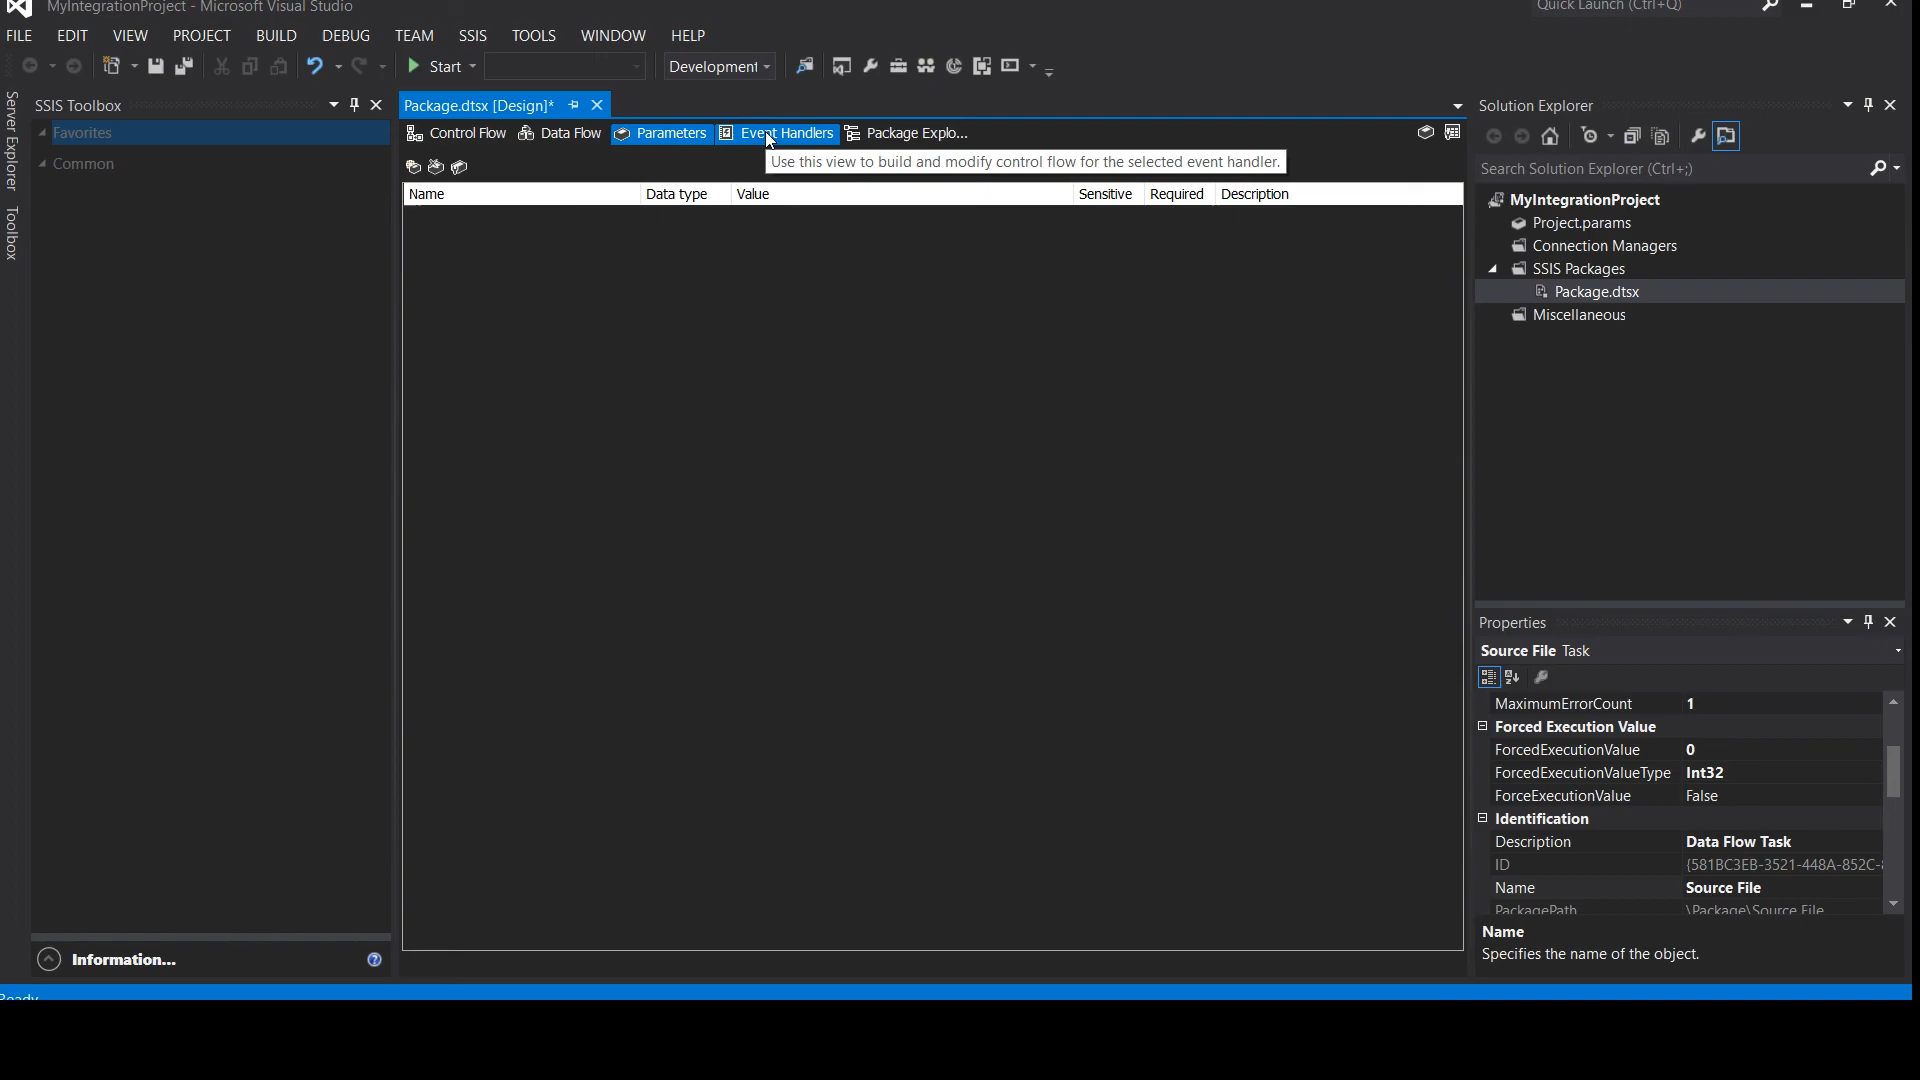 MyIntegrationProject - Microsoft Visual Studio
Quick Launch (Ctrl+Q)
FILE EDIT VIEW PROJECT BUILD DEBUG TEAM SSIS TOOLS WINDOW HELP
Start
Development
Server Explorer
Toolbox
SSIS Toolbox
Favorites
Common
Information...
Package.dtsx [Design]*
Control Flow Data Flow Parameters Event Handlers Package Explo...
Use this view to build and modify control flow for the selected event handler.
Name Data type Value Sensitive Required Description
Solution Explorer
Search Solution Explorer (Ctrl+;)
MyIntegrationProject
Project.params
Connection Managers
SSIS Packages
Package.dtsx
Miscellaneous
Properties
Source File Task
MaximumErrorCount 1
Forced Execution Value
ForcedExecutionValue 0
ForcedExecutionValueType Int32
ForceExecutionValue False
Identification
Description Data Flow Task
ID {581BC3EB-3521-448A-852C-
Name Source File
PackagePath \Package\Source File
Name
Specifies the name of the object.
Ready